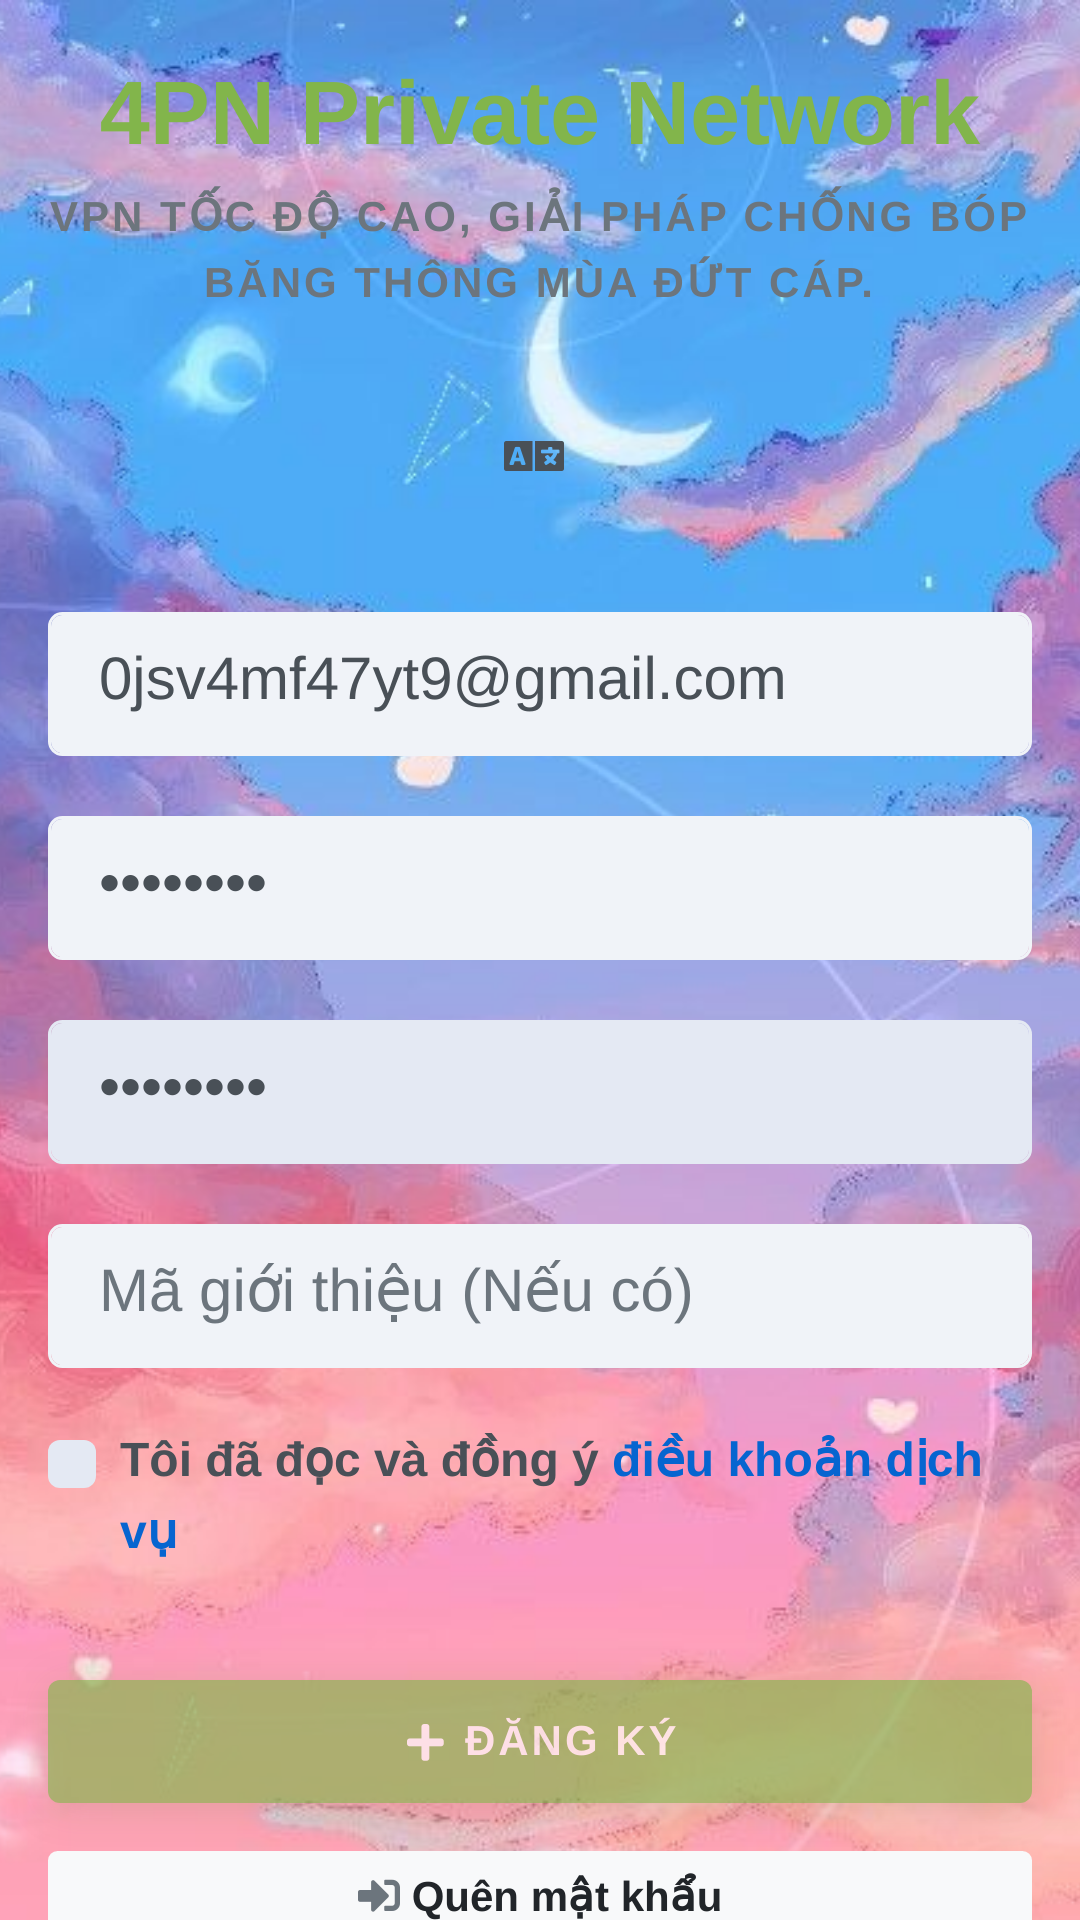 4PN Private Network
VPN TỐC ĐỘ CAO, GIẢI PHÁP CHỐNG BÓP
BĂNG THÔNG MÙA ĐỨT CÁP.
A 文
0jsv4mf47yt9@gmail.com
••••••••
••••••••
Mã giới thiệu (Nếu có)
Tôi đã đọc và đồng ý điều khoản dịch
vụ
ĐĂNG KÝ
Quên mật khẩu